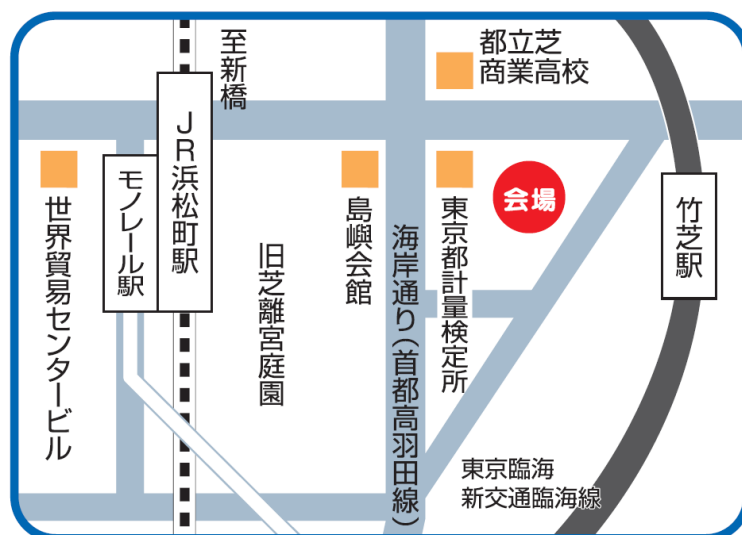 至新橋
都立芝
商業高校
JR浜松町駅
モノレール駅
世界貿易センタービル
旧芝離宮庭園
島嶼会館
海岸通り(首都高羽田線)
東京都計量検定所
会場
竹芝駅
東京臨海
新交通臨海線